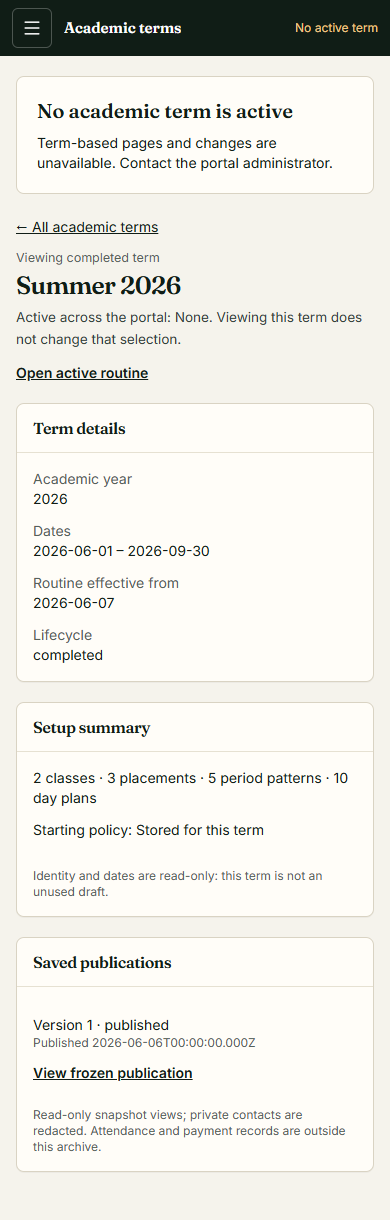 Academic terms
No active term
No academic term is active
Term-based pages and changes are
unavailable. Contact the portal administrator.
← All academic terms
Viewing completed term
Summer 2026
Active across the portal: None. Viewing this term does
not change that selection.
Open active routine
Term details
Academic year
2026
Dates
2026-06-01 – 2026-09-30
Routine effective from
2026-06-07
Lifecycle
completed
Setup summary
2 classes · 3 placements · 5 period patterns · 10
day plans
Starting policy: Stored for this term
Identity and dates are read-only: this term is not an
unused draft.
Saved publications
Version 1 · published
Published 2026-06-06T00:00:00.000Z
View frozen publication
Read-only snapshot views; private contacts are
redacted. Attendance and payment records are outside
this archive.